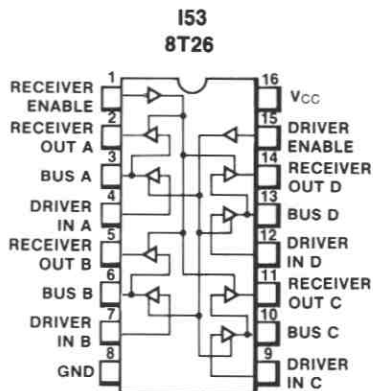 I53
8T26
1
RECEIVER
ENABLE
2
RECEIVER
OUT A
3
BUS A
4
DRIVER
IN A
5
RECEIVER
OUT B
6
BUS B
7
DRIVER
IN B
8
GND
16
VCC
15
DRIVER
ENABLE
14
RECEIVER
OUT D
13
BUS D
12
DRIVER
IN D
11
RECEIVER
OUT C
10
BUS C
9
DRIVER
IN C